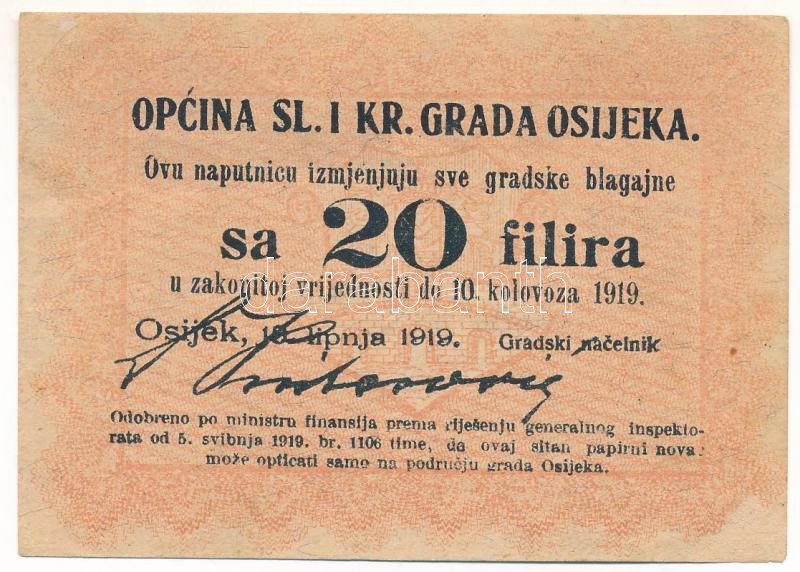 OPĆINA SL. I KR. GRADA OSIJEKA.
Ovu naputnicu izmjenjuju sve gradske blagajne
sa 20 filira
u zakonitoj vrijednosti do 10. kolovoza 1919.
darabanth
Osijek, lipnja 1919. Gradski načelnik
Odobreno po ministru finansija prema riješenju generalnog inspekto-
rata od 5. svibnja 1919. br. 1106 time, da ovaj sitan papirni novac
može opticati samo na području grada Osijeka.